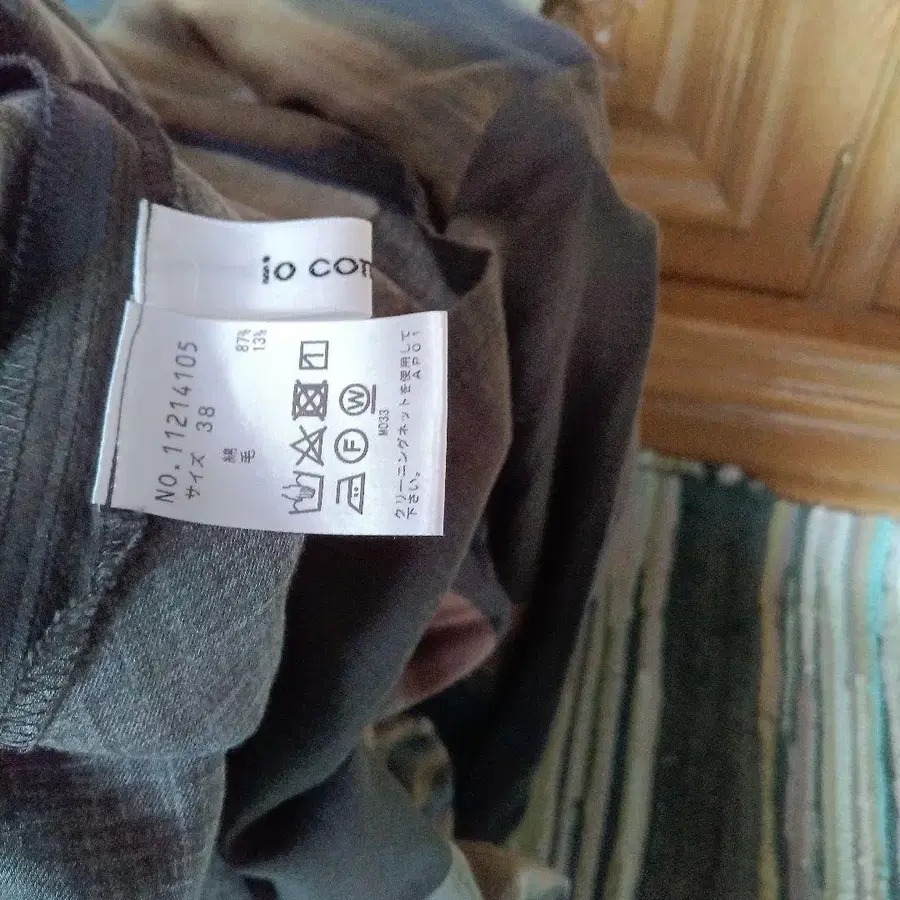 io com
NO.11214105
サイズ 38
綿 87%
毛 13%
F W
M033
クリーニングネットを使用して
下さい。 AP01